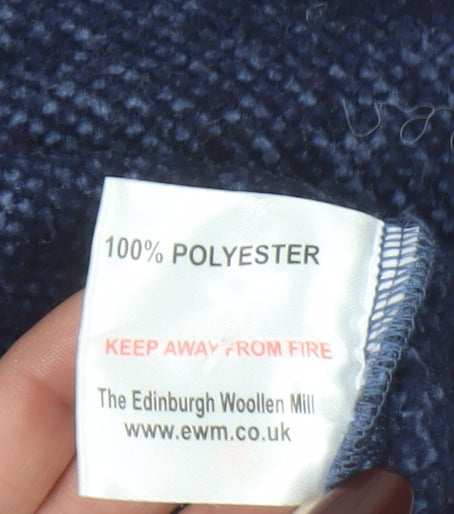 100% POLYESTER
KEEP AWAY FROM FIRE
The Edinburgh Woollen Mill
www.ewm.co.uk